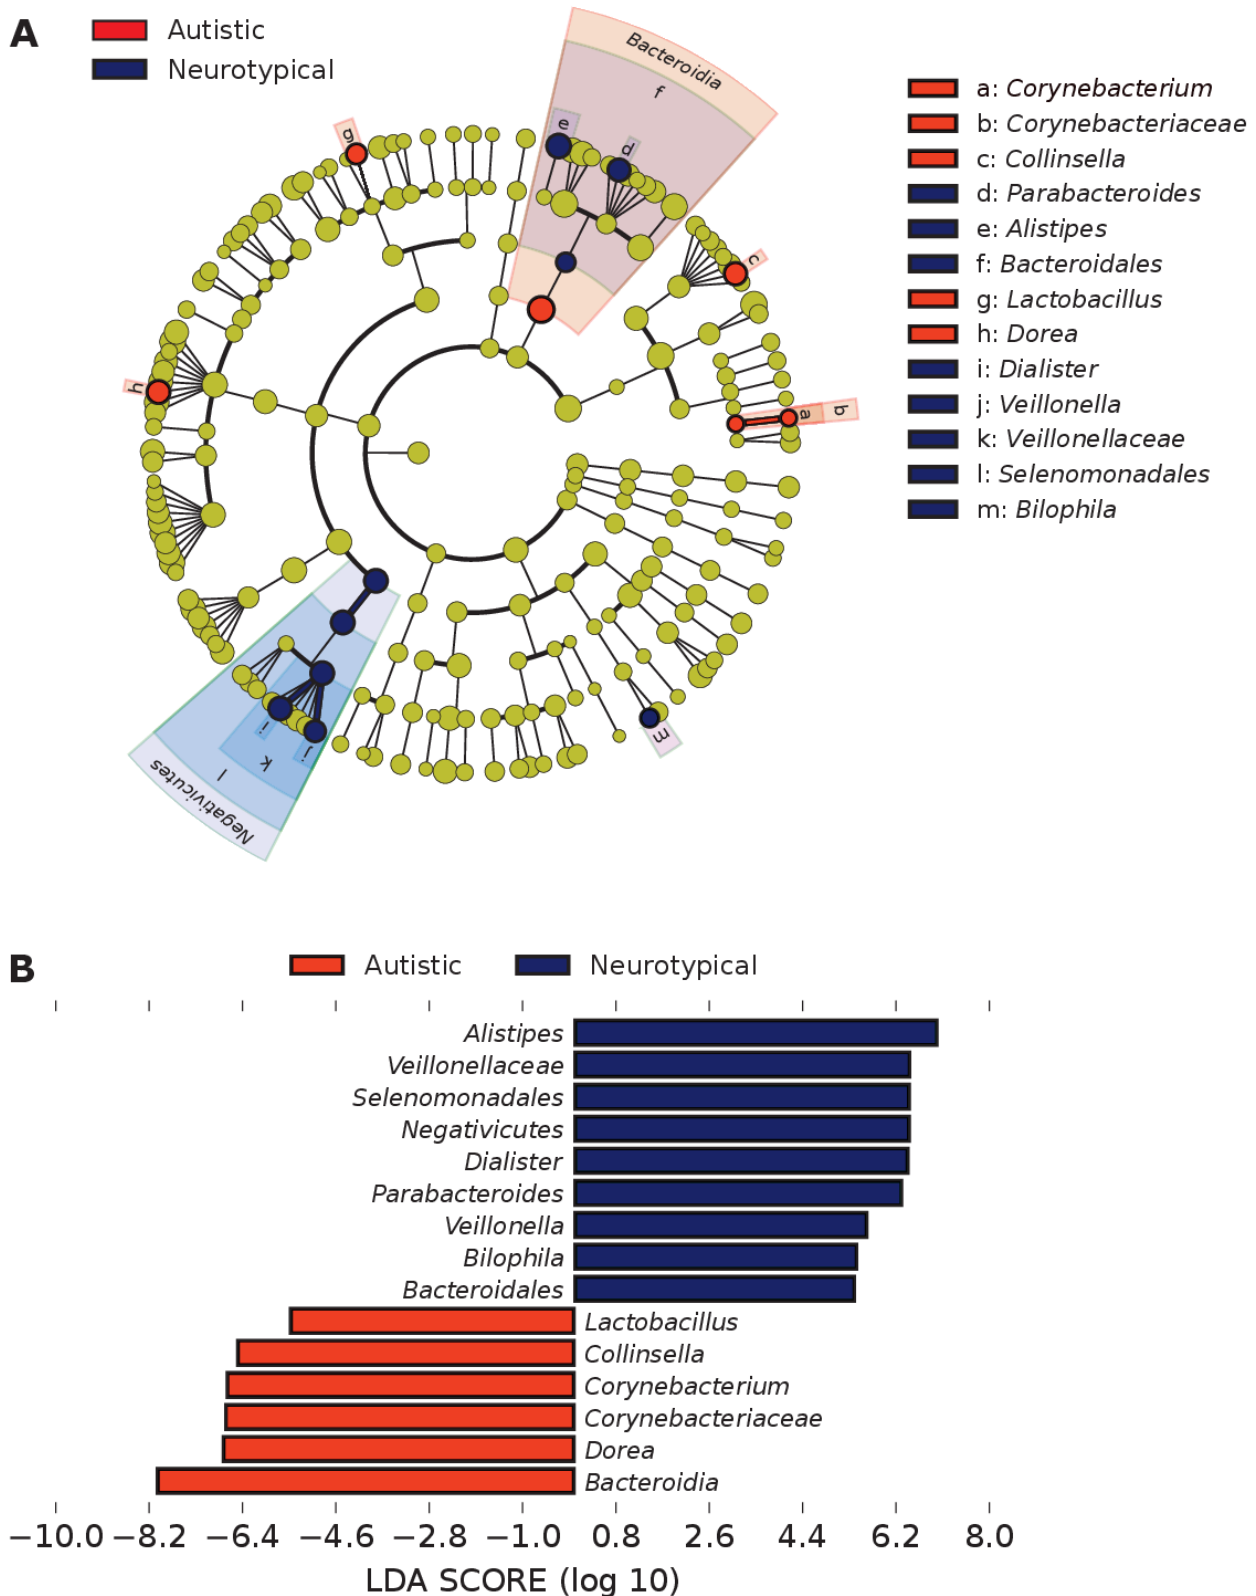 A
Autistic
Neurotypical
Bacteroidia
f
e
d
g
c
h
a
b
m
i
j
k
l
Negativicutes
a: Corynebacterium
b: Corynebacteriaceae
c: Collinsella
d: Parabacteroides
e: Alistipes
f: Bacteroidales
g: Lactobacillus
h: Dorea
i: Dialister
j: Veillonella
k: Veillonellaceae
l: Selenomonadales
m: Bilophila
B
Autistic Neurotypical
Alistipes
Veillonellaceae
Selenomonadales
Negativicutes
Dialister
Parabacteroides
Veillonella
Bilophila
Bacteroidales
Lactobacillus
Collinsella
Corynebacterium
Corynebacteriaceae
Dorea
Bacteroidia
−10.0 −8.2 −6.4 −4.6 −2.8 −1.0 0.8 2.6 4.4 6.2 8.0
LDA SCORE (log 10)